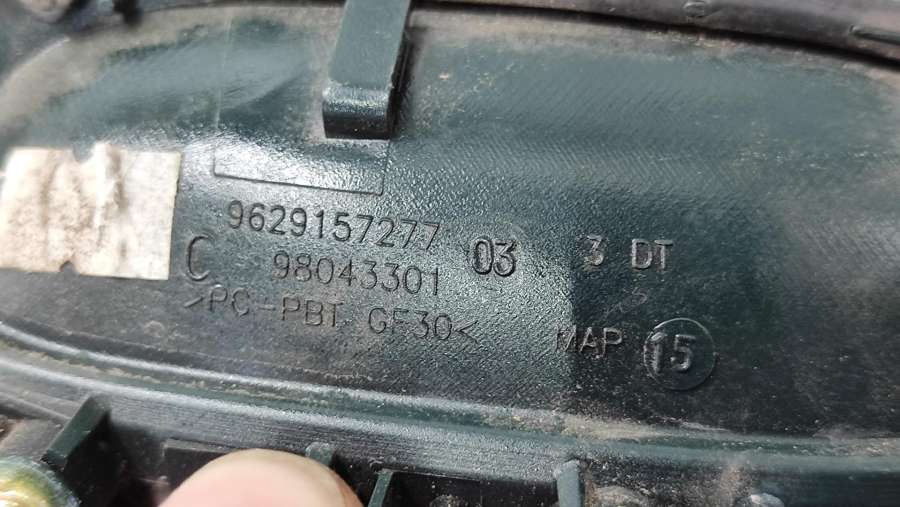 9629157277 03 3 DT
C 98043301
>PC-PBT GF30< MAP 15